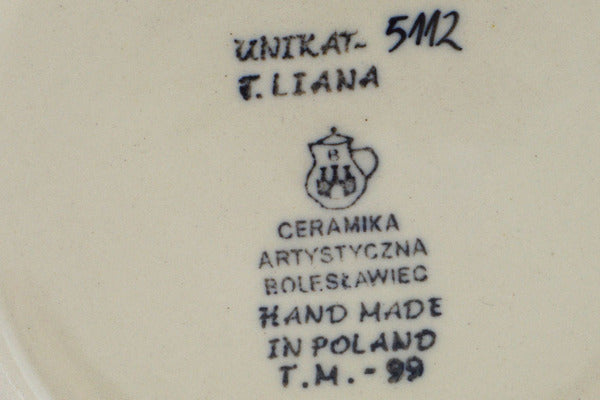 UNIKAT- 5112
T. LIANA
B
CERAMIKA
ARTYSTYCZNA
BOLESŁAWIEC
HAND MADE
IN POLAND
T.M. - 99